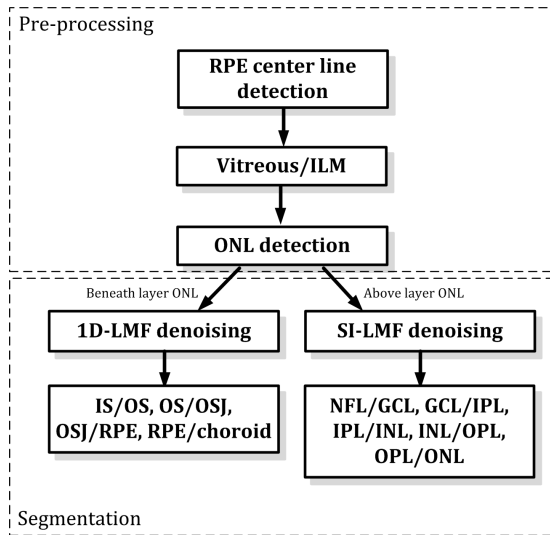 Pre-processing
RPE center line
detection
Vitreous/ILM
ONL detection
Beneath layer ONL
Above layer ONL
1D-LMF denoising
SI-LMF denoising
IS/OS, OS/OSJ,
OSJ/RPE, RPE/choroid
NFL/GCL, GCL/IPL,
IPL/INL, INL/OPL,
OPL/ONL
Segmentation